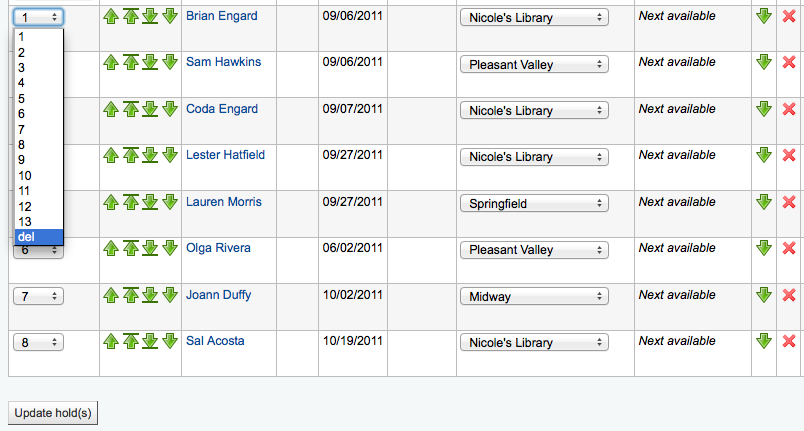 1 Brian Engard 09/06/2011 Nicole's Library Next available
1
2
Sam Hawkins 09/06/2011 Pleasant Valley Next available
3
4
5
Coda Engard 09/07/2011 Nicole's Library Next available
6
7
8
Lester Hatfield 09/27/2011 Nicole's Library Next available
9
10
11
Lauren Morris 09/27/2011 Springfield Next available
12
13
del
6 Olga Rivera 06/02/2011 Pleasant Valley Next available
7 Joann Duffy 10/02/2011 Midway Next available
8 Sal Acosta 10/19/2011 Nicole's Library Next available
Update hold(s)